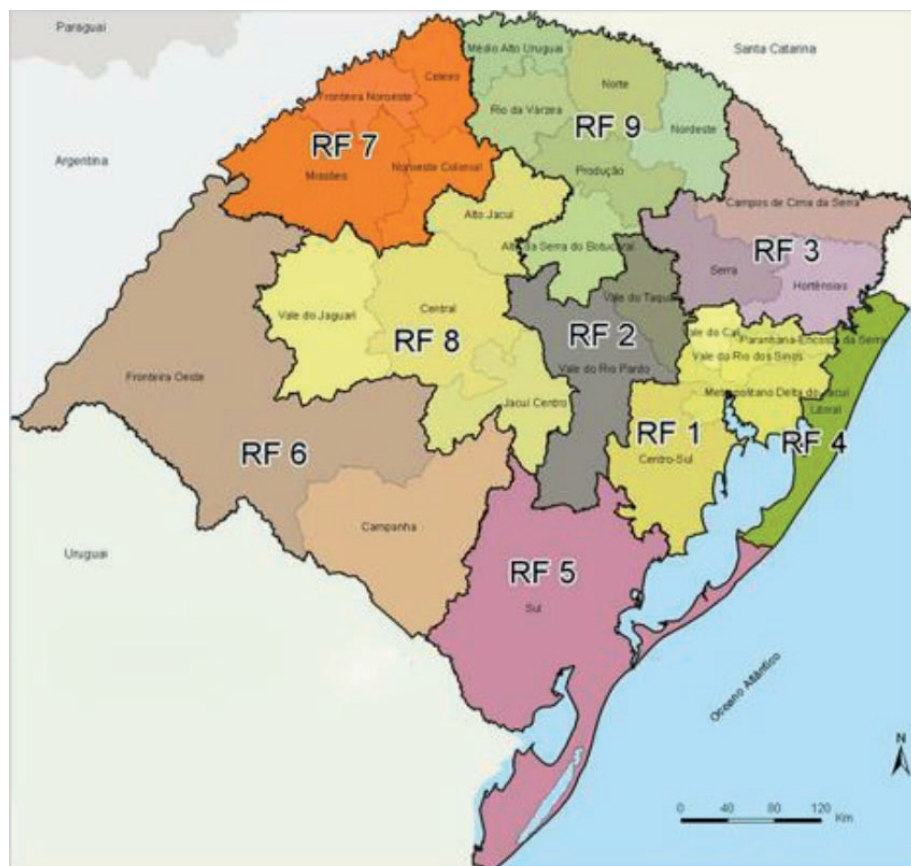 Paraguai
Santa Catarina
Médio Alto Uruguai
Celeiro
Norte
Fronteira Noroeste
Rio da Várzea
RF 9
Nordeste
RF 7
Argentina
Noroeste Colonial
Missões
Produção
Campos de Cima da Serra
Alto Jacuí
Alto da Serra do Botucaraí
RF 3
Serra
Hortênsias
Vale do Taquari
Central
Vale do Jaguari
RF 8
RF 2
Vale do Caí
Paranhana-Encosta da Serra
Vale do Rio dos Sinos
Vale do Rio Pardo
Fronteira Oeste
Metropolitano Delta do Jacuí
Jacuí Centro
Litoral
RF 1
RF 4
RF 6
Centro-Sul
Campanha
Uruguai
RF 5
Sul
Oceano Atlântico
N
0 40 80 120
Km